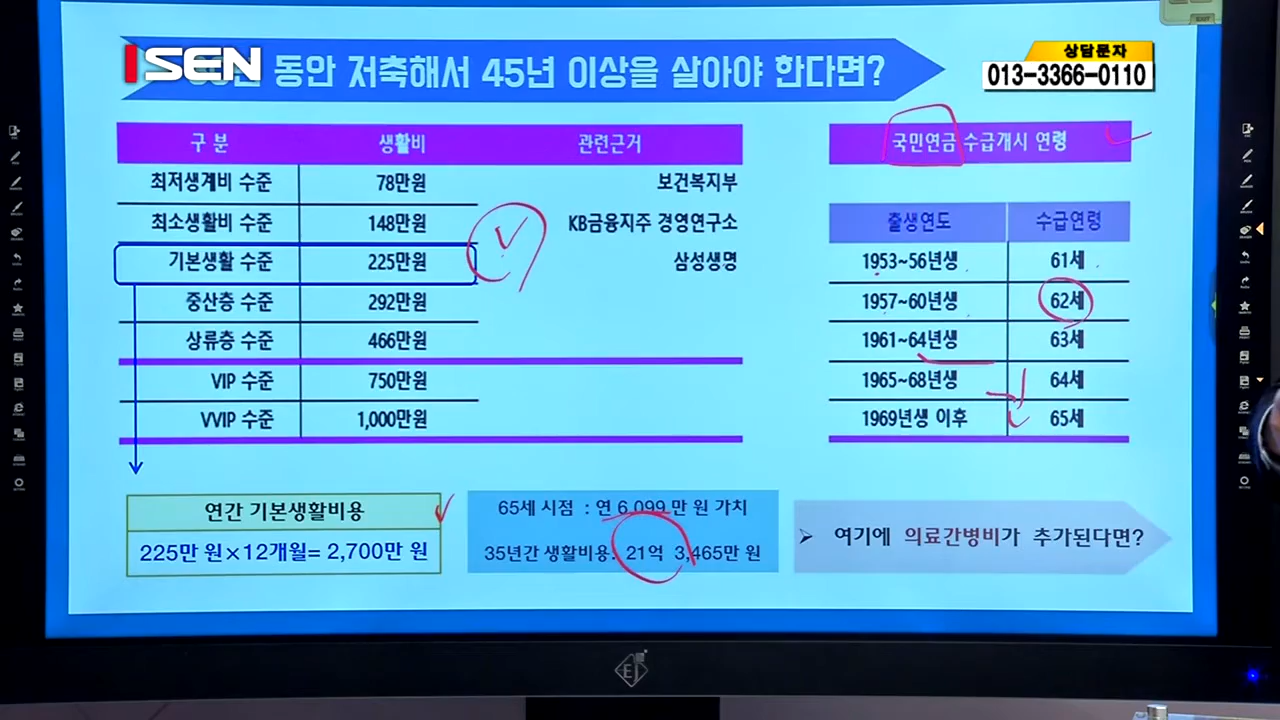 SEN
동안 저축해서 45년 이상을 살아야 한다면?
상담문자
013-3366-0110
구 분 생활비 관련근거
최저생계비 수준 78만원 보건복지부
최소생활비 수준 148만원 KB금융지주 경영연구소
기본생활 수준 225만원 삼성생명
중산층 수준 292만원
상류층 수준 466만원
VIP 수준 750만원
VVIP 수준 1,000만원
국민연금 수급개시 연령
출생연도 수급연령
1953~56년생 61세
1957~60년생 62세
1961~64년생 63세
1965~68년생 64세
1969년생 이후 65세
연간 기본생활비용
225만 원×12개월= 2,700만 원
65세 시점 : 연 6,099만 원 가치
35년간 생활비용: 21억 3,465만 원
➢ 여기에 의료간병비가 추가된다면?